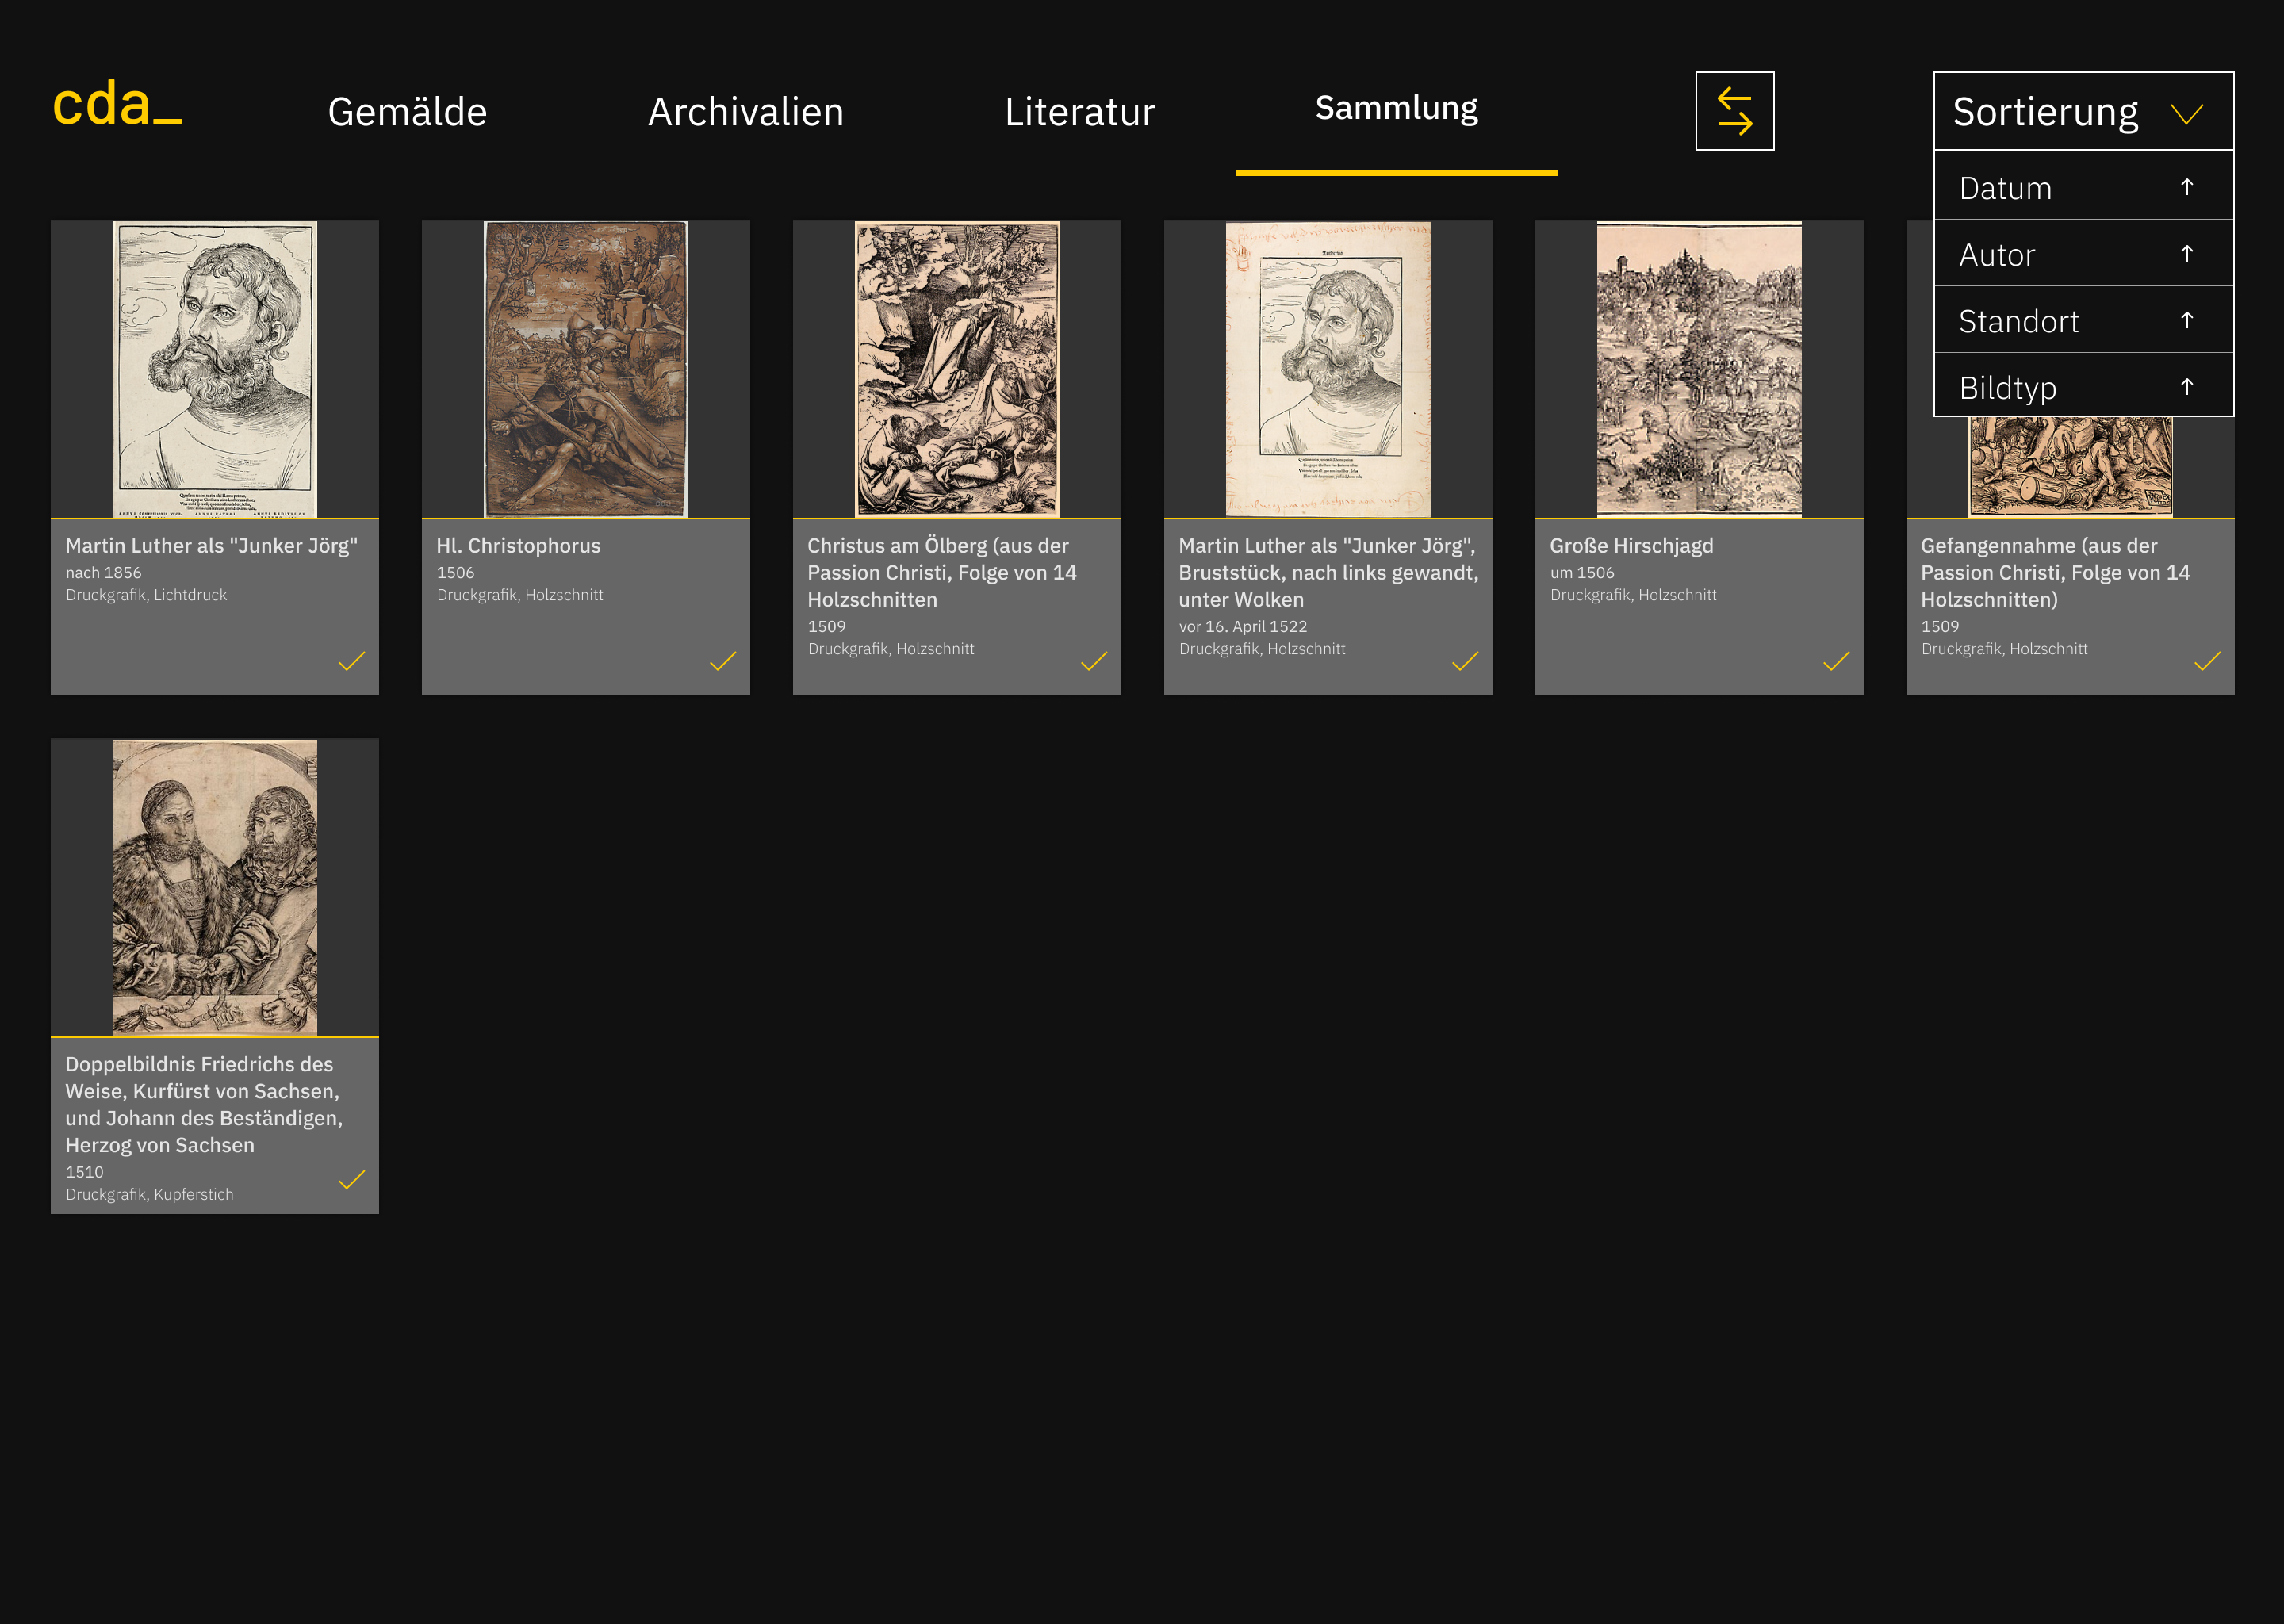 cda_
Gemälde
Archivalien
Literatur
Sammlung
Sortierung
Datum
Autor
Standort
Bildtyp
Martin Luther als "Junker Jörg"
nach 1856
Druckgrafik, Lichtdruck
Hl. Christophorus
1506
Druckgrafik, Holzschnitt
Christus am Ölberg (aus der
Passion Christi, Folge von 14
Holzschnitten
1509
Druckgrafik, Holzschnitt
Martin Luther als "Junker Jörg",
Bruststück, nach links gewandt,
unter Wolken
vor 16. April 1522
Druckgrafik, Holzschnitt
Große Hirschjagd
um 1506
Druckgrafik, Holzschnitt
Gefangennahme (aus der
Passion Christi, Folge von 14
Holzschnitten)
1509
Druckgrafik, Holzschnitt
Doppelbildnis Friedrichs des
Weise, Kurfürst von Sachsen,
und Johann des Beständigen,
Herzog von Sachsen
1510
Druckgrafik, Kupferstich